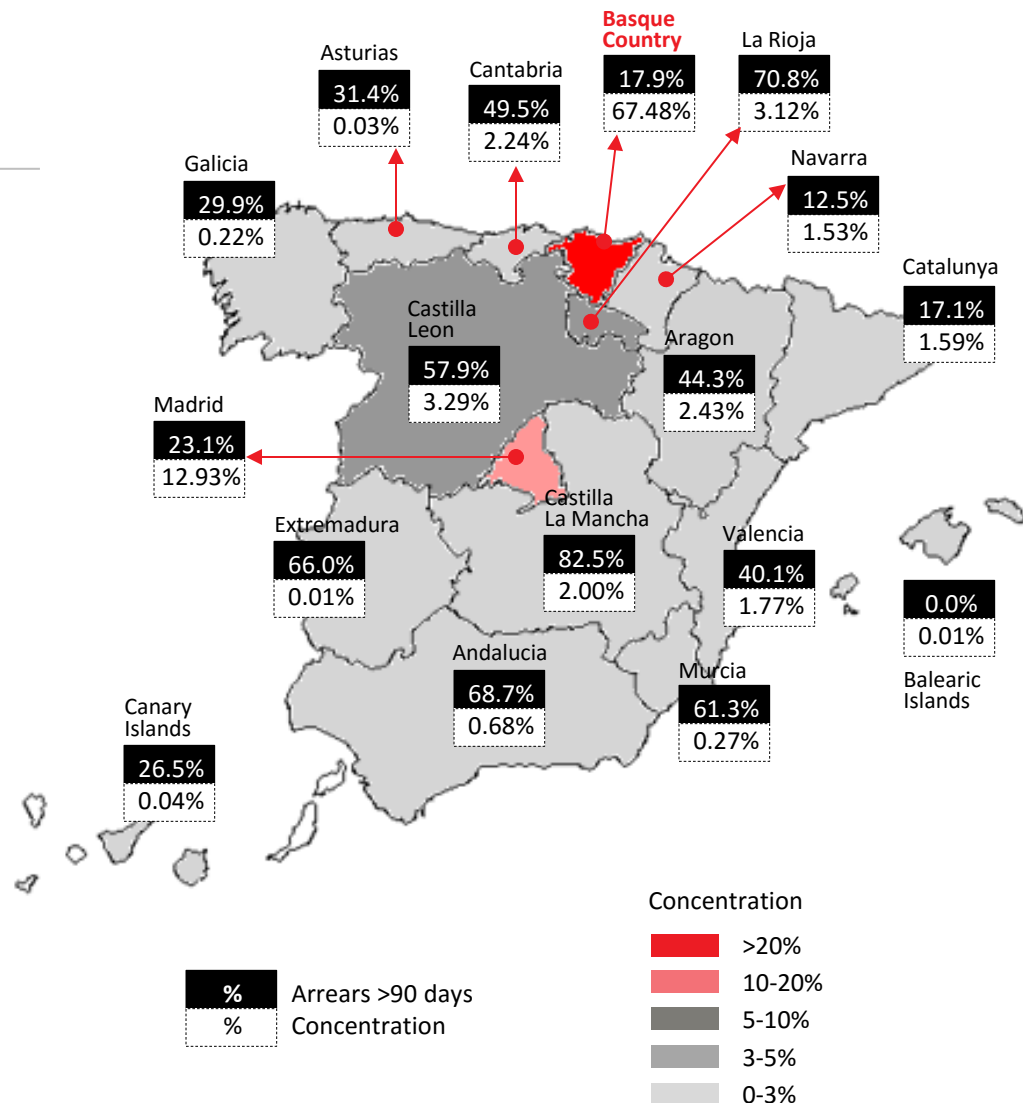 Basque
Country
17.9%
67.48%
La Rioja
70.8%
3.12%
Asturias
31.4%
0.03%
Cantabria
49.5%
2.24%
Navarra
12.5%
1.53%
Galicia
29.9%
0.22%
Catalunya
17.1%
1.59%
Castilla
Leon
57.9%
3.29%
Aragon
44.3%
2.43%
Madrid
23.1%
12.93%
Castilla
La Mancha
82.5%
2.00%
Extremadura
66.0%
0.01%
Valencia
40.1%
1.77%
0.0%
0.01%
Balearic
Islands
Andalucia
68.7%
0.68%
Murcia
61.3%
0.27%
Canary
Islands
26.5%
0.04%
Concentration
>20%
10-20%
5-10%
3-5%
0-3%
% Arrears >90 days
% Concentration